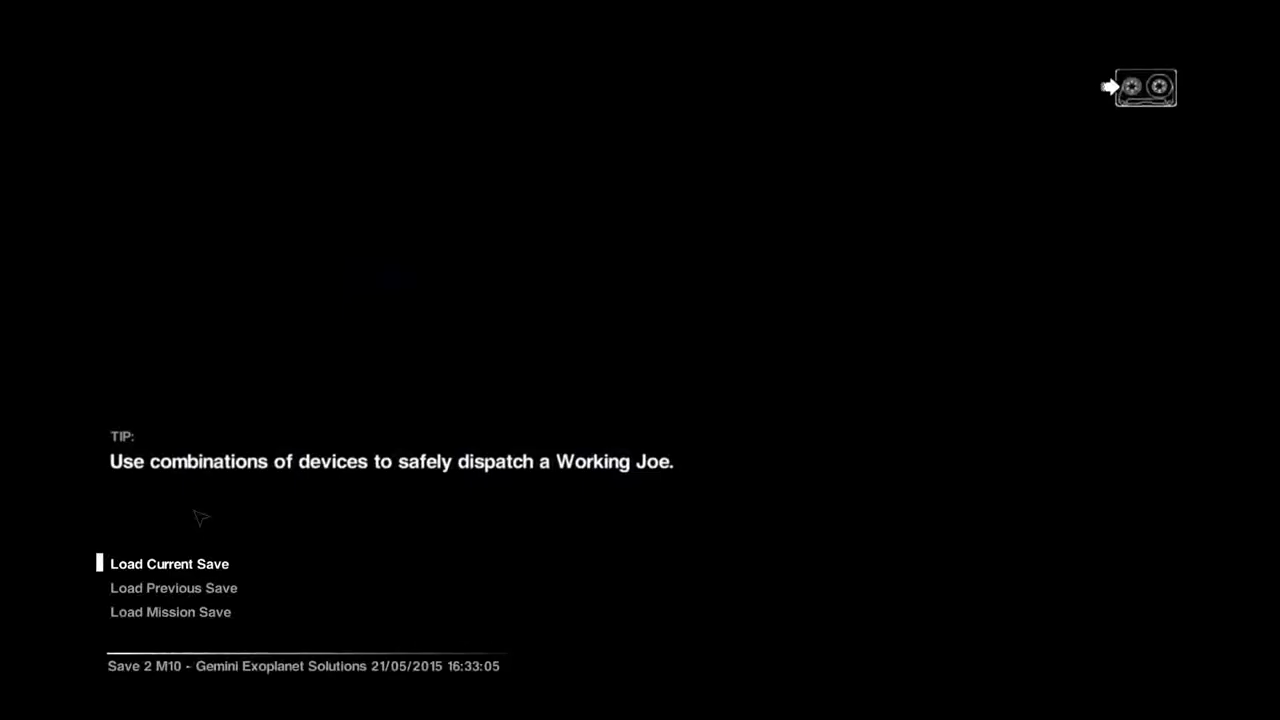 TIP:
Use combinations of devices to safely dispatch a Working Joe.
Load Current Save
Load Previous Save
Load Mission Save
Save 2 M10 - Gemini Exoplanet Solutions 21/05/2015 16:33:05